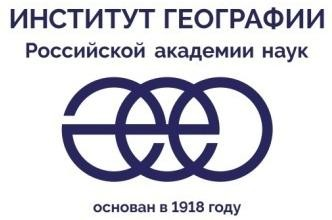 ИНСТИТУТ ГЕОГРАФИИ
Российской академии наук
основан в 1918 году